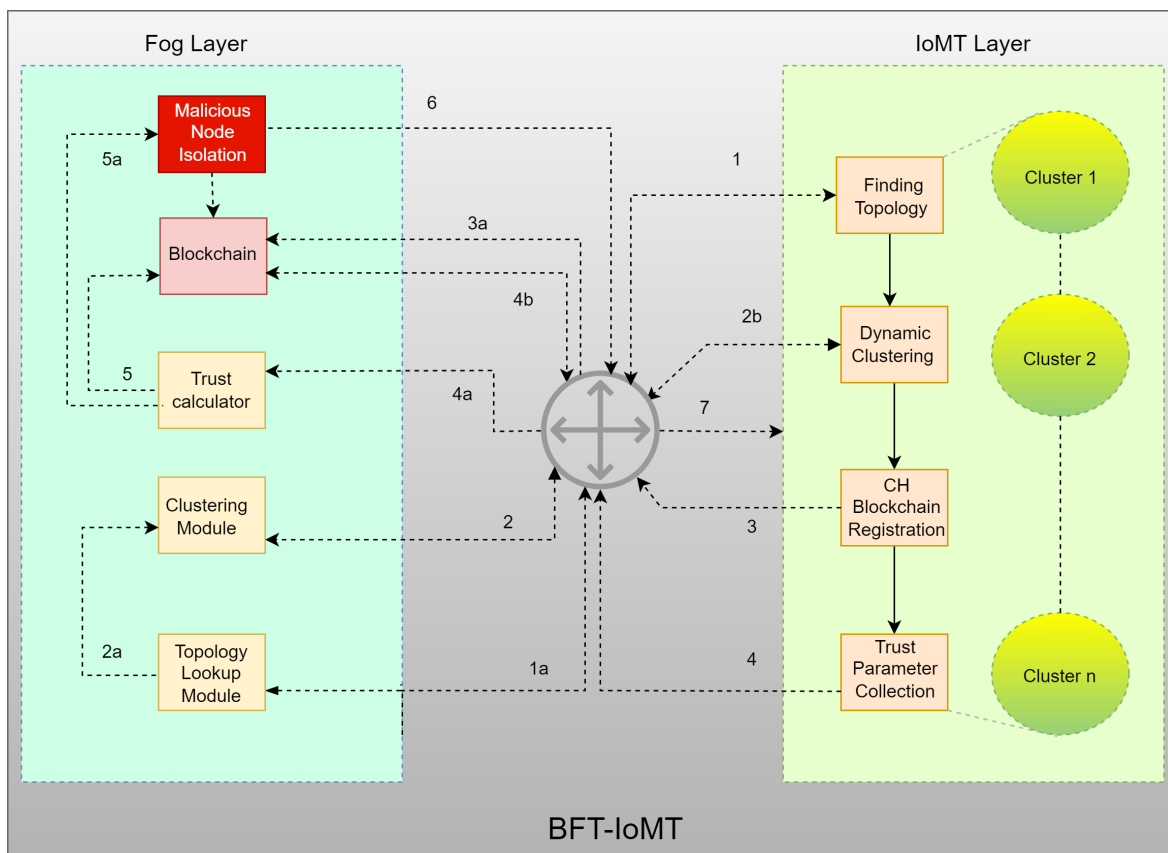 Fog Layer
IoMT Layer
Malicious
Node
Isolation
6
5a
1
Finding
Topology
Cluster 1
Blockchain
3a
4b
2b
Dynamic
Clustering
Cluster 2
5
Trust
calculator
4a
7
Clustering
Module
2
3
CH
Blockchain
Registration
2a
Topology
Lookup
Module
1a
4
Trust
Parameter
Collection
Cluster n
BFT-IoMT